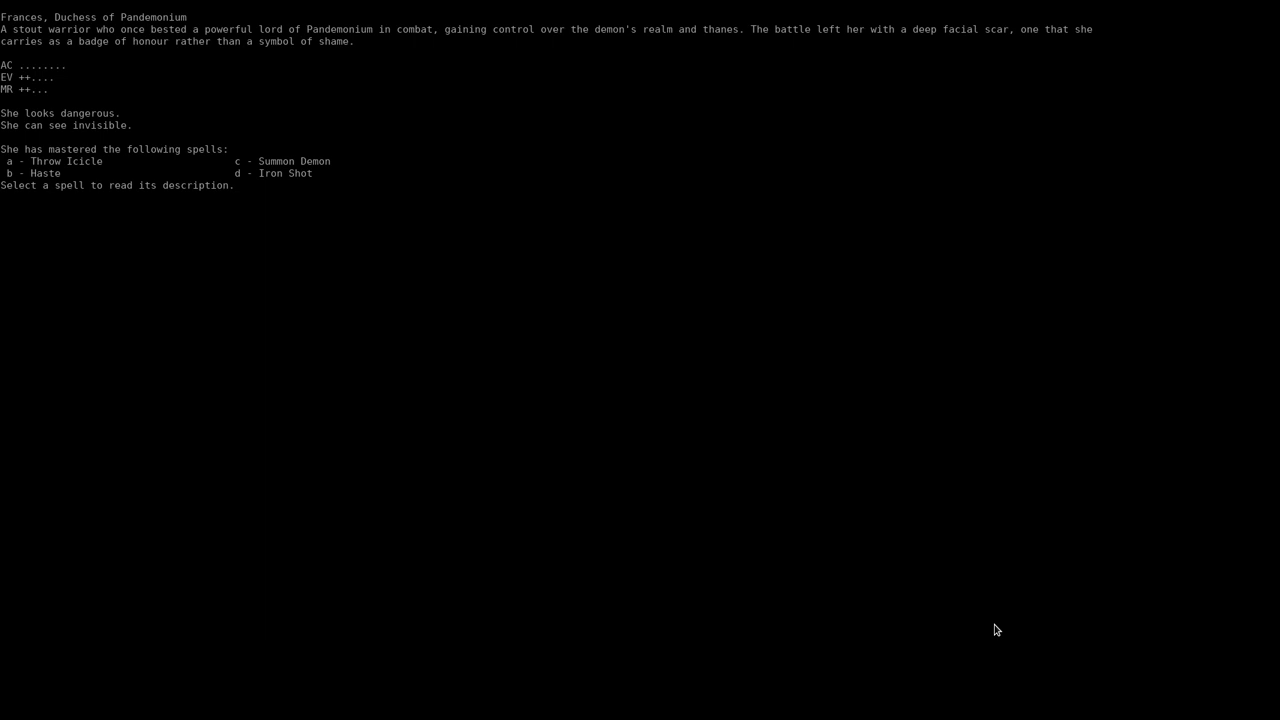 Frances, Duchess of Pandemonium
A stout warrior who once bested a powerful lord of Pandemonium in combat, gaining control over the demon's realm and thanes. The battle left her with a deep facial scar, one that she
carries as a badge of honour rather than a symbol of shame.
AC ........
EV ++....
MR ++...
She looks dangerous.
She can see invisible.
She has mastered the following spells:
a - Throw Icicle c - Summon Demon
b - Haste d - Iron Shot
Select a spell to read its description.